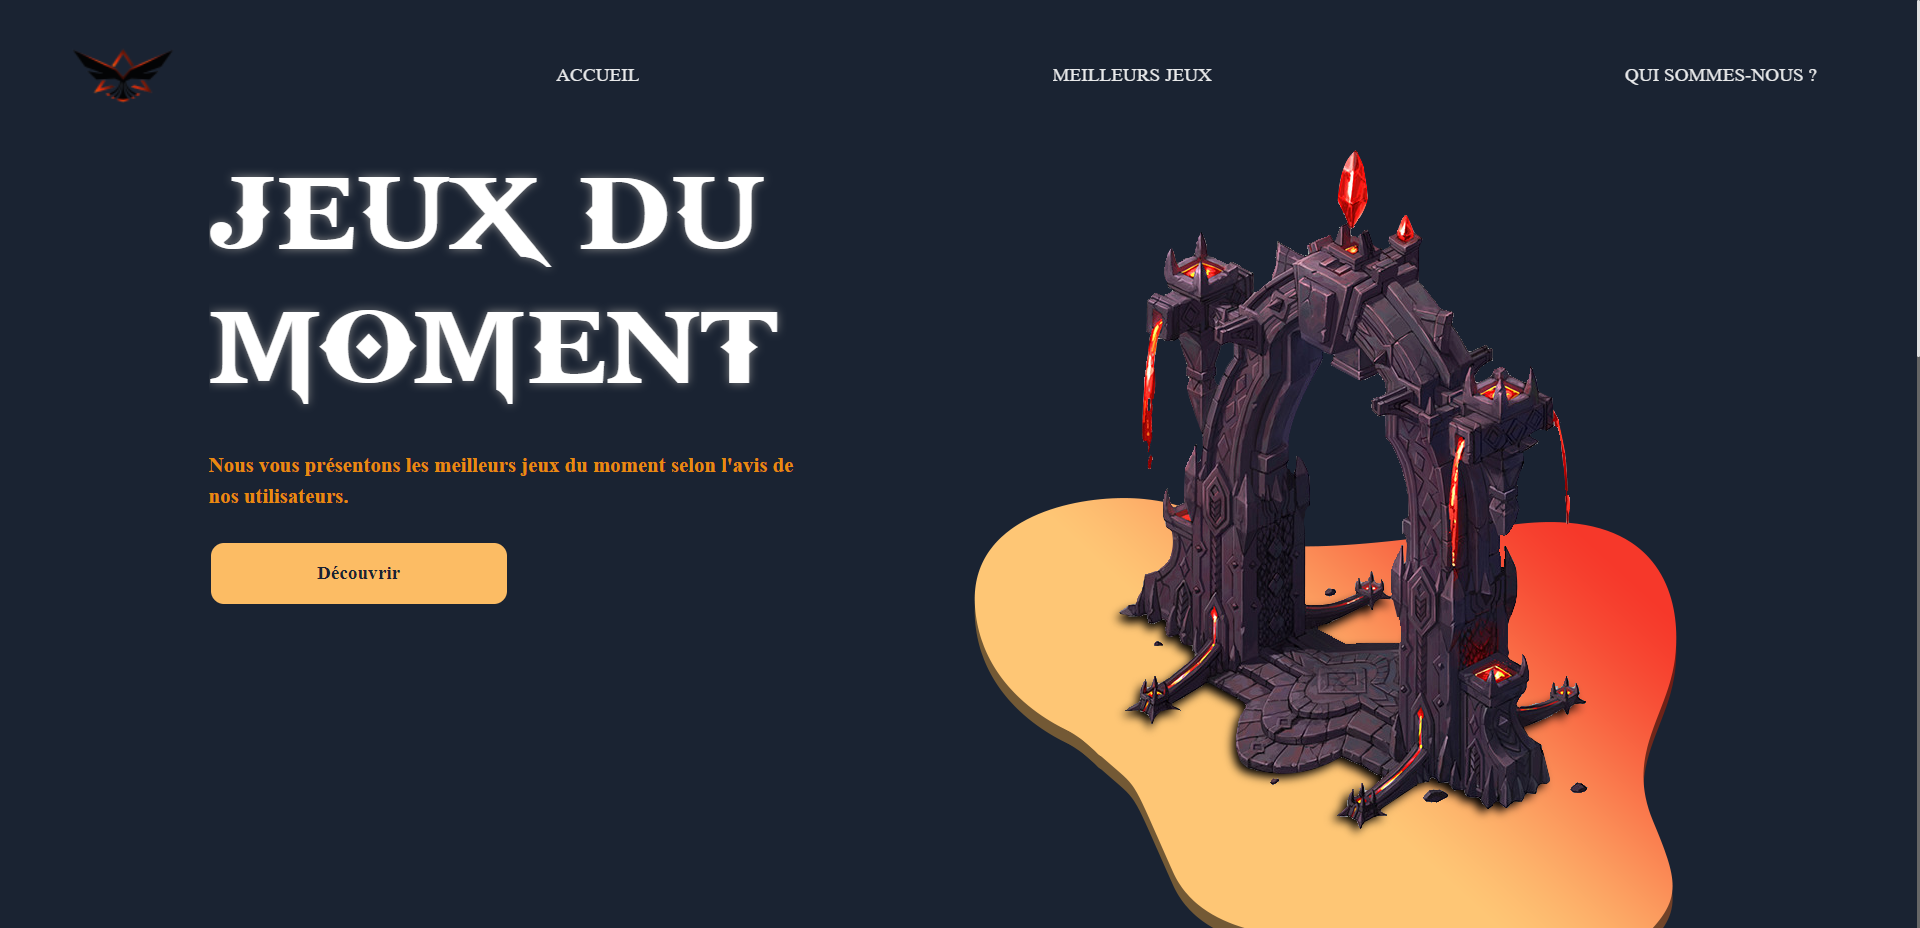 ACCUEIL
MEILLEURS JEUX
QUI SOMMES-NOUS ?
JEUX DU
MOMENT
Nous vous présentons les meilleurs jeux du moment selon l'avis de
nos utilisateurs.
Découvrir